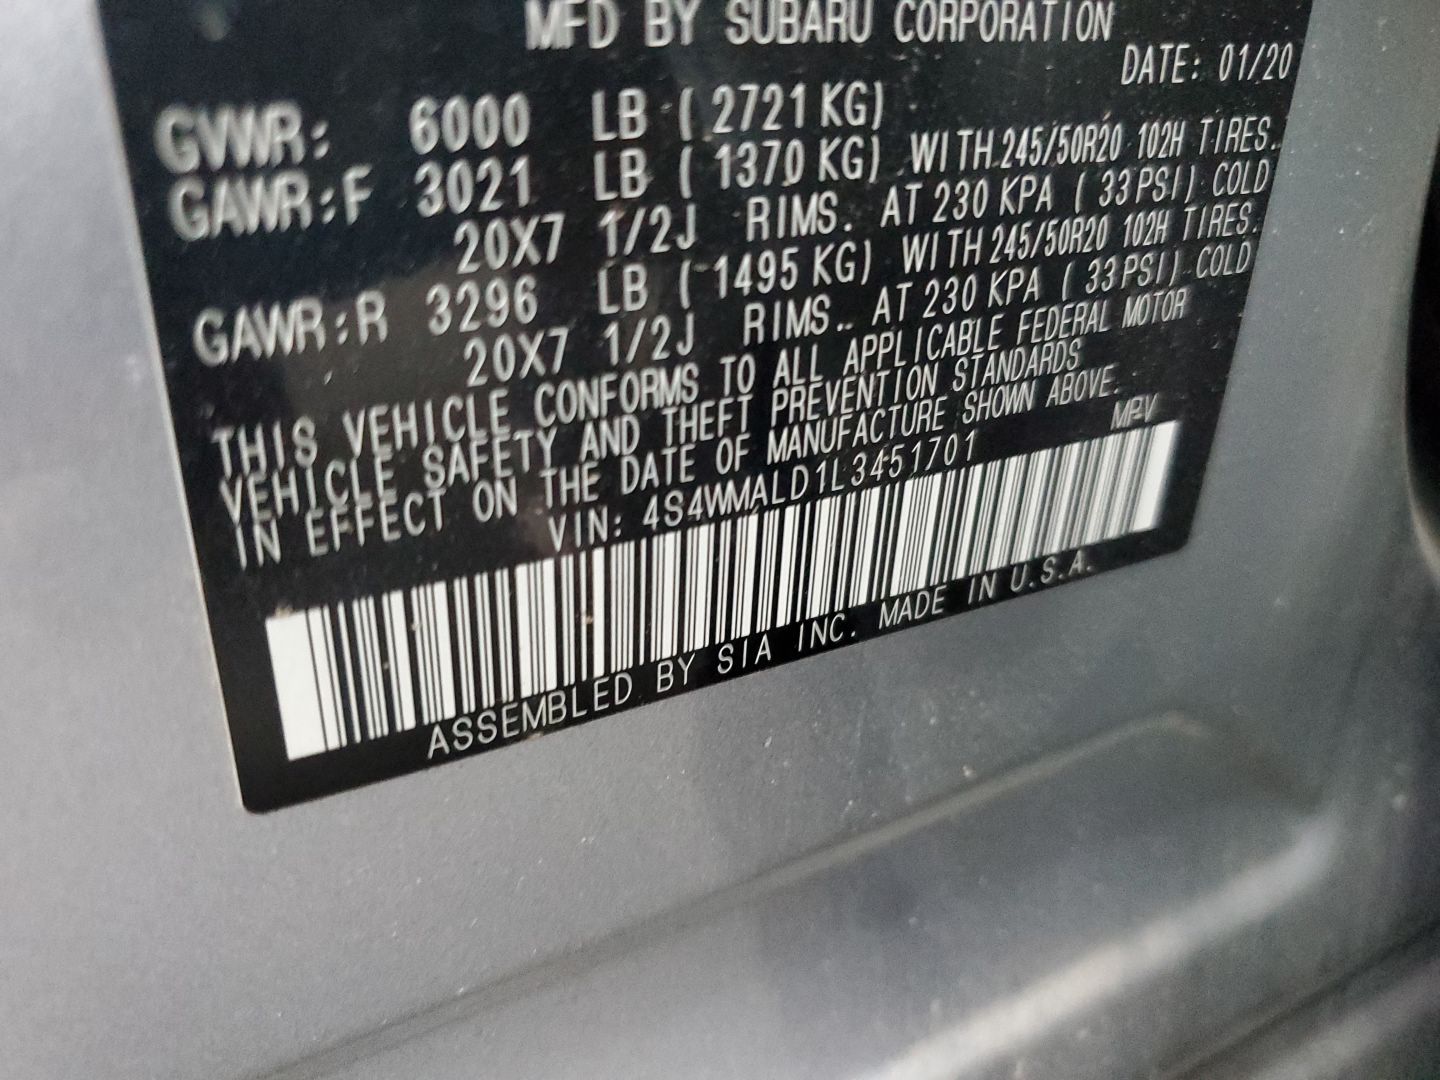 MFD BY SUBARU CORPORATION
DATE: 01/20
GVWR: 6000 LB ( 2721 KG)
GAWR:F 3021 LB ( 1370 KG) WITH 245/50R20 102H TIRES.
20X7 1/2J RIMS. AT 230 KPA ( 33 PSI) COLD
GAWR:R 3296 LB ( 1495 KG) WITH 245/50R20 102H TIRES.
20X7 1/2J RIMS. AT 230 KPA ( 33 PSI) COLD
THIS VEHICLE CONFORMS TO ALL APPLICABLE FEDERAL MOTOR
VEHICLE SAFETY AND THEFT PREVENTION STANDARDS
IN EFFECT ON THE DATE OF MANUFACTURE SHOWN ABOVE.
VIN: 4S4WMALD1L3451701 MPV
ASSEMBLED BY SIA INC. MADE IN U.S.A.